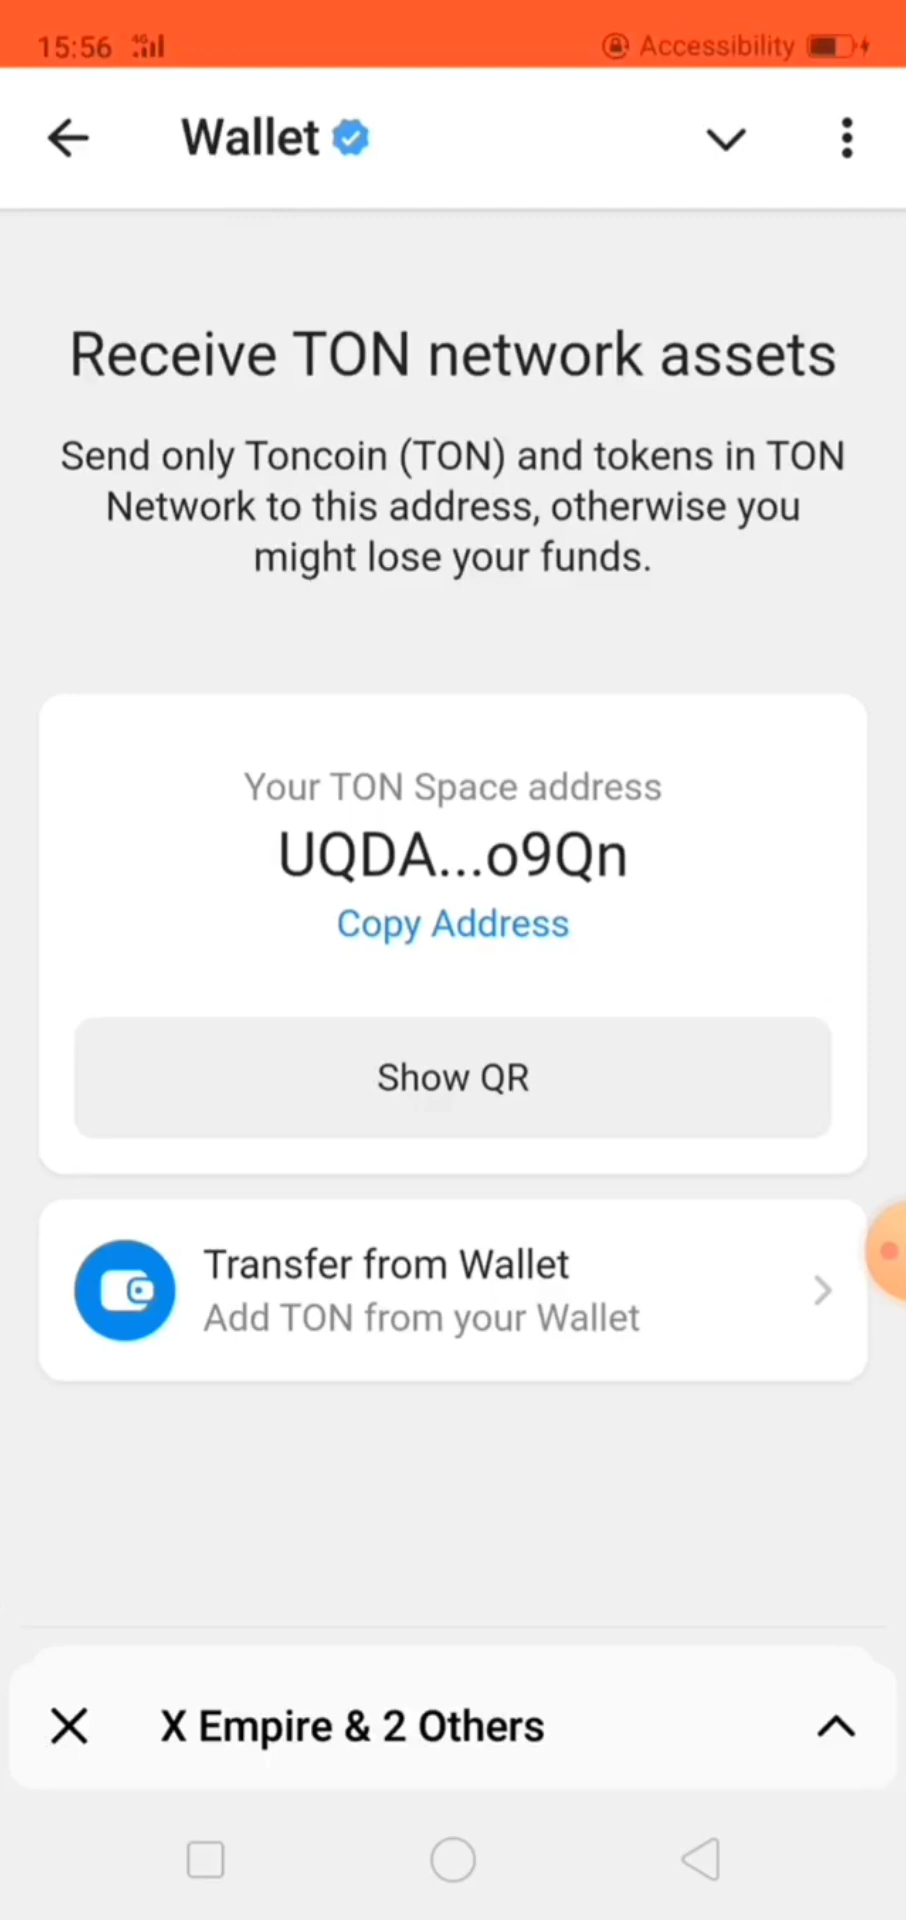 15:56 4G Accessibility
Wallet
Receive TON network assets
Send only Toncoin (TON) and tokens in TON
Network to this address, otherwise you
might lose your funds.
Your TON Space address
UQDA...o9Qn
Copy Address
Show QR
Transfer from Wallet
Add TON from your Wallet
X Empire & 2 Others